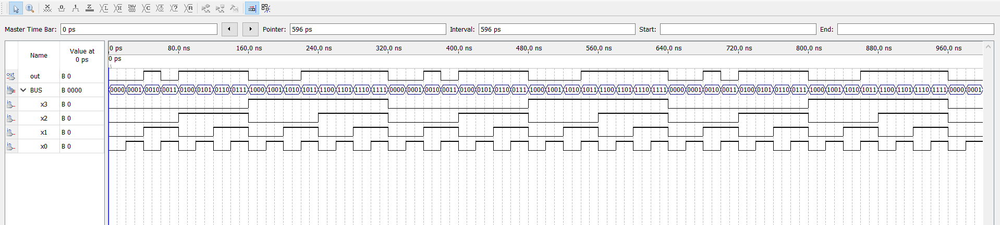 Master Time Bar: 0 ps Pointer: 596 ps Interval: 596 ps Start: End:
Name Value at 0 ps 0 ps 80.0 ns 160.0 ns 240.0 ns 320.0 ns 400.0 ns 480.0 ns 560.0 ns 640.0 ns 720.0 ns 800.0 ns 880.0 ns 960.0 ns
0 ps
out out B 0
in BUS B 0000 0000 0001 0010 0011 0100 0101 0110 0111 1000 1001 1010 1011 1100 1101 1110 1111 0000 0001 0010 0011 0100 0101 0110 0111 1000 1001 1010 1011 1100 1101 1110 1111 0000 0001 0010 0011 0100 0101 0110 0111 1000 1001 1010 1011 1100 1101 1110 1111 0000 0001
in x3 B 0
in x2 B 0
in x1 B 0
in x0 B 0